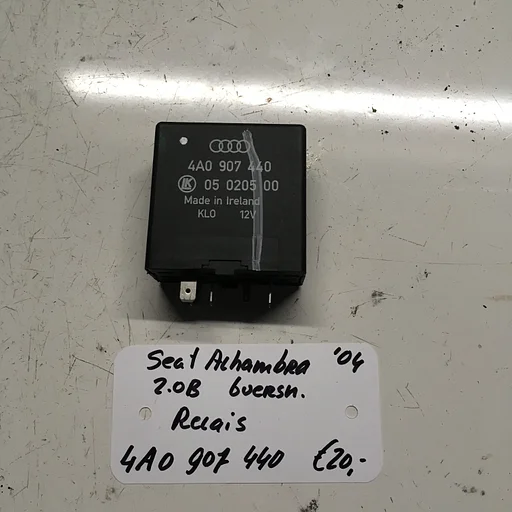 4A0 907 440
LK 05 0205 00
Made in Ireland
KLO 12V
Seat Alhambra '04
2.0B 6versn.
Relais
4A0 907 440 €20,-